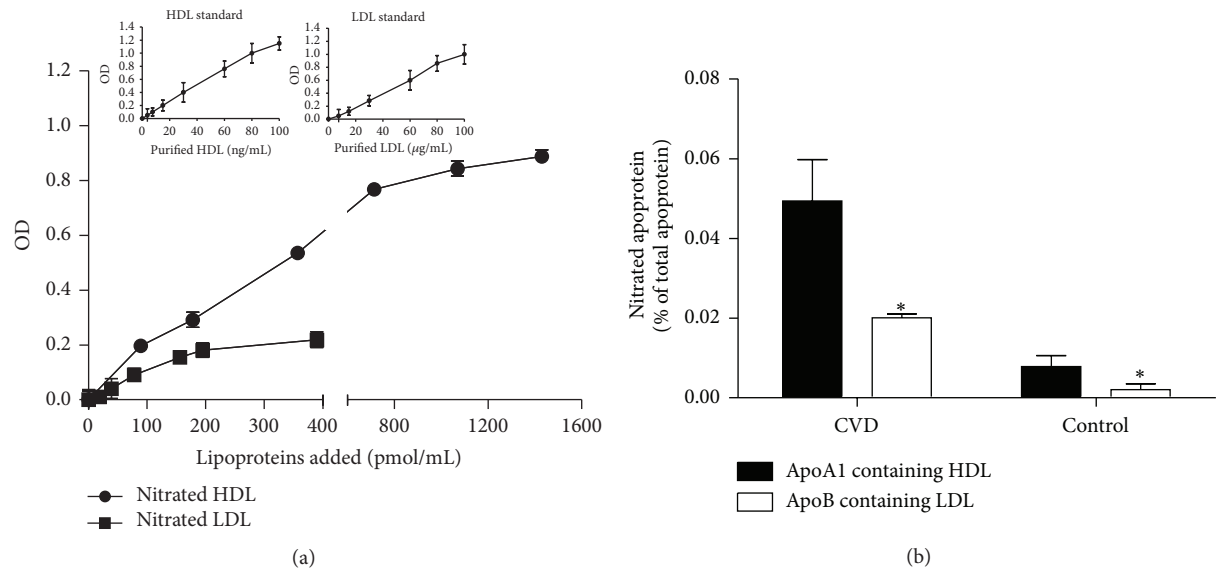 HDL standard
1.4
1.2
1.0
0.8
0.6
0.4
0.2
0.0
OD
0 20 40 60 80 100
Purified HDL (ng/mL)
LDL standard
1.4
1.2
1.0
0.8
0.6
0.4
0.2
0.0
OD
0 20 40 60 80 100
Purified LDL (μg/mL)
1.2
1.0
0.8
0.6
0.4
0.2
0.0
OD
0 100 200 300 400 800 1200 1600
Lipoproteins added (pmol/mL)
Nitrated HDL
Nitrated LDL
(a)
0.08
0.06
0.04
0.02
0.00
Nitrated apoprotein
(% of total apoprotein)
*
*
CVD Control
ApoA1 containing HDL
ApoB containing LDL
(b)